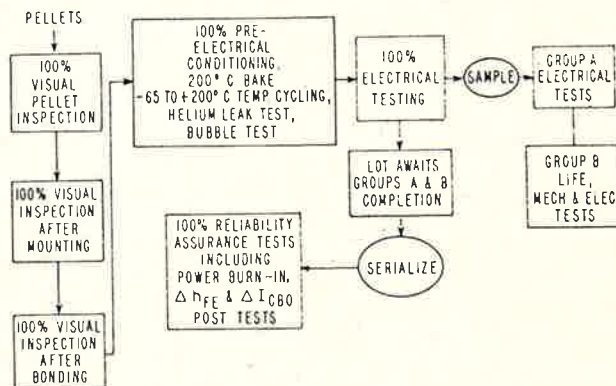 PELLETS
100%
VISUAL
PELLET
INSPECTION
100% VISUAL
INSPECTION
AFTER
MOUNTING
100% VISUAL
INSPECTION
AFTER
BONDING
100% PRE-
ELECTRICAL
CONDITIONING,
200° C BAKE
-65 TO +200° C TEMP CYCLING,
HELIUM LEAK TEST,
BUBBLE TEST
100%
ELECTRICAL
TESTING
SAMPLE
GROUP A
ELECTRICAL
TESTS
GROUP B
LIFE,
MECH & ELEC
TESTS
LOT AWAITS
GROUPS A & B
COMPLETION
SERIALIZE
100% RELIABILITY
ASSURANCE TESTS
INCLUDING
POWER BURN-IN,
Δ hFE & Δ ICBO
POST TESTS